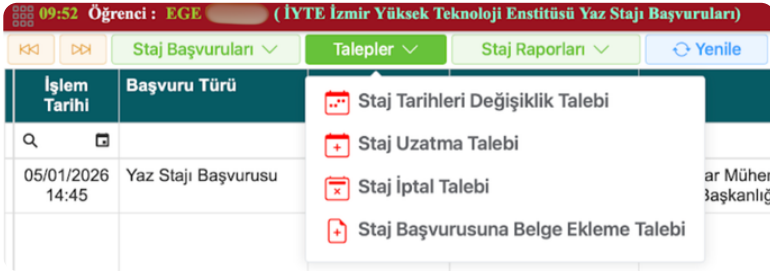 09:52 Öğrenci : EGE ( İYTE İzmir Yüksek Teknoloji Enstitüsü Yaz Stajı Başvuruları)
Staj Başvuruları Talepler Staj Raporları Yenile
İşlem Tarihi Başvuru Türü
Staj Tarihleri Değişiklik Talebi
Staj Uzatma Talebi
05/01/2026 14:45 Yaz Stajı Başvurusu
Staj İptal Talebi
Staj Başvurusuna Belge Ekleme Talebi